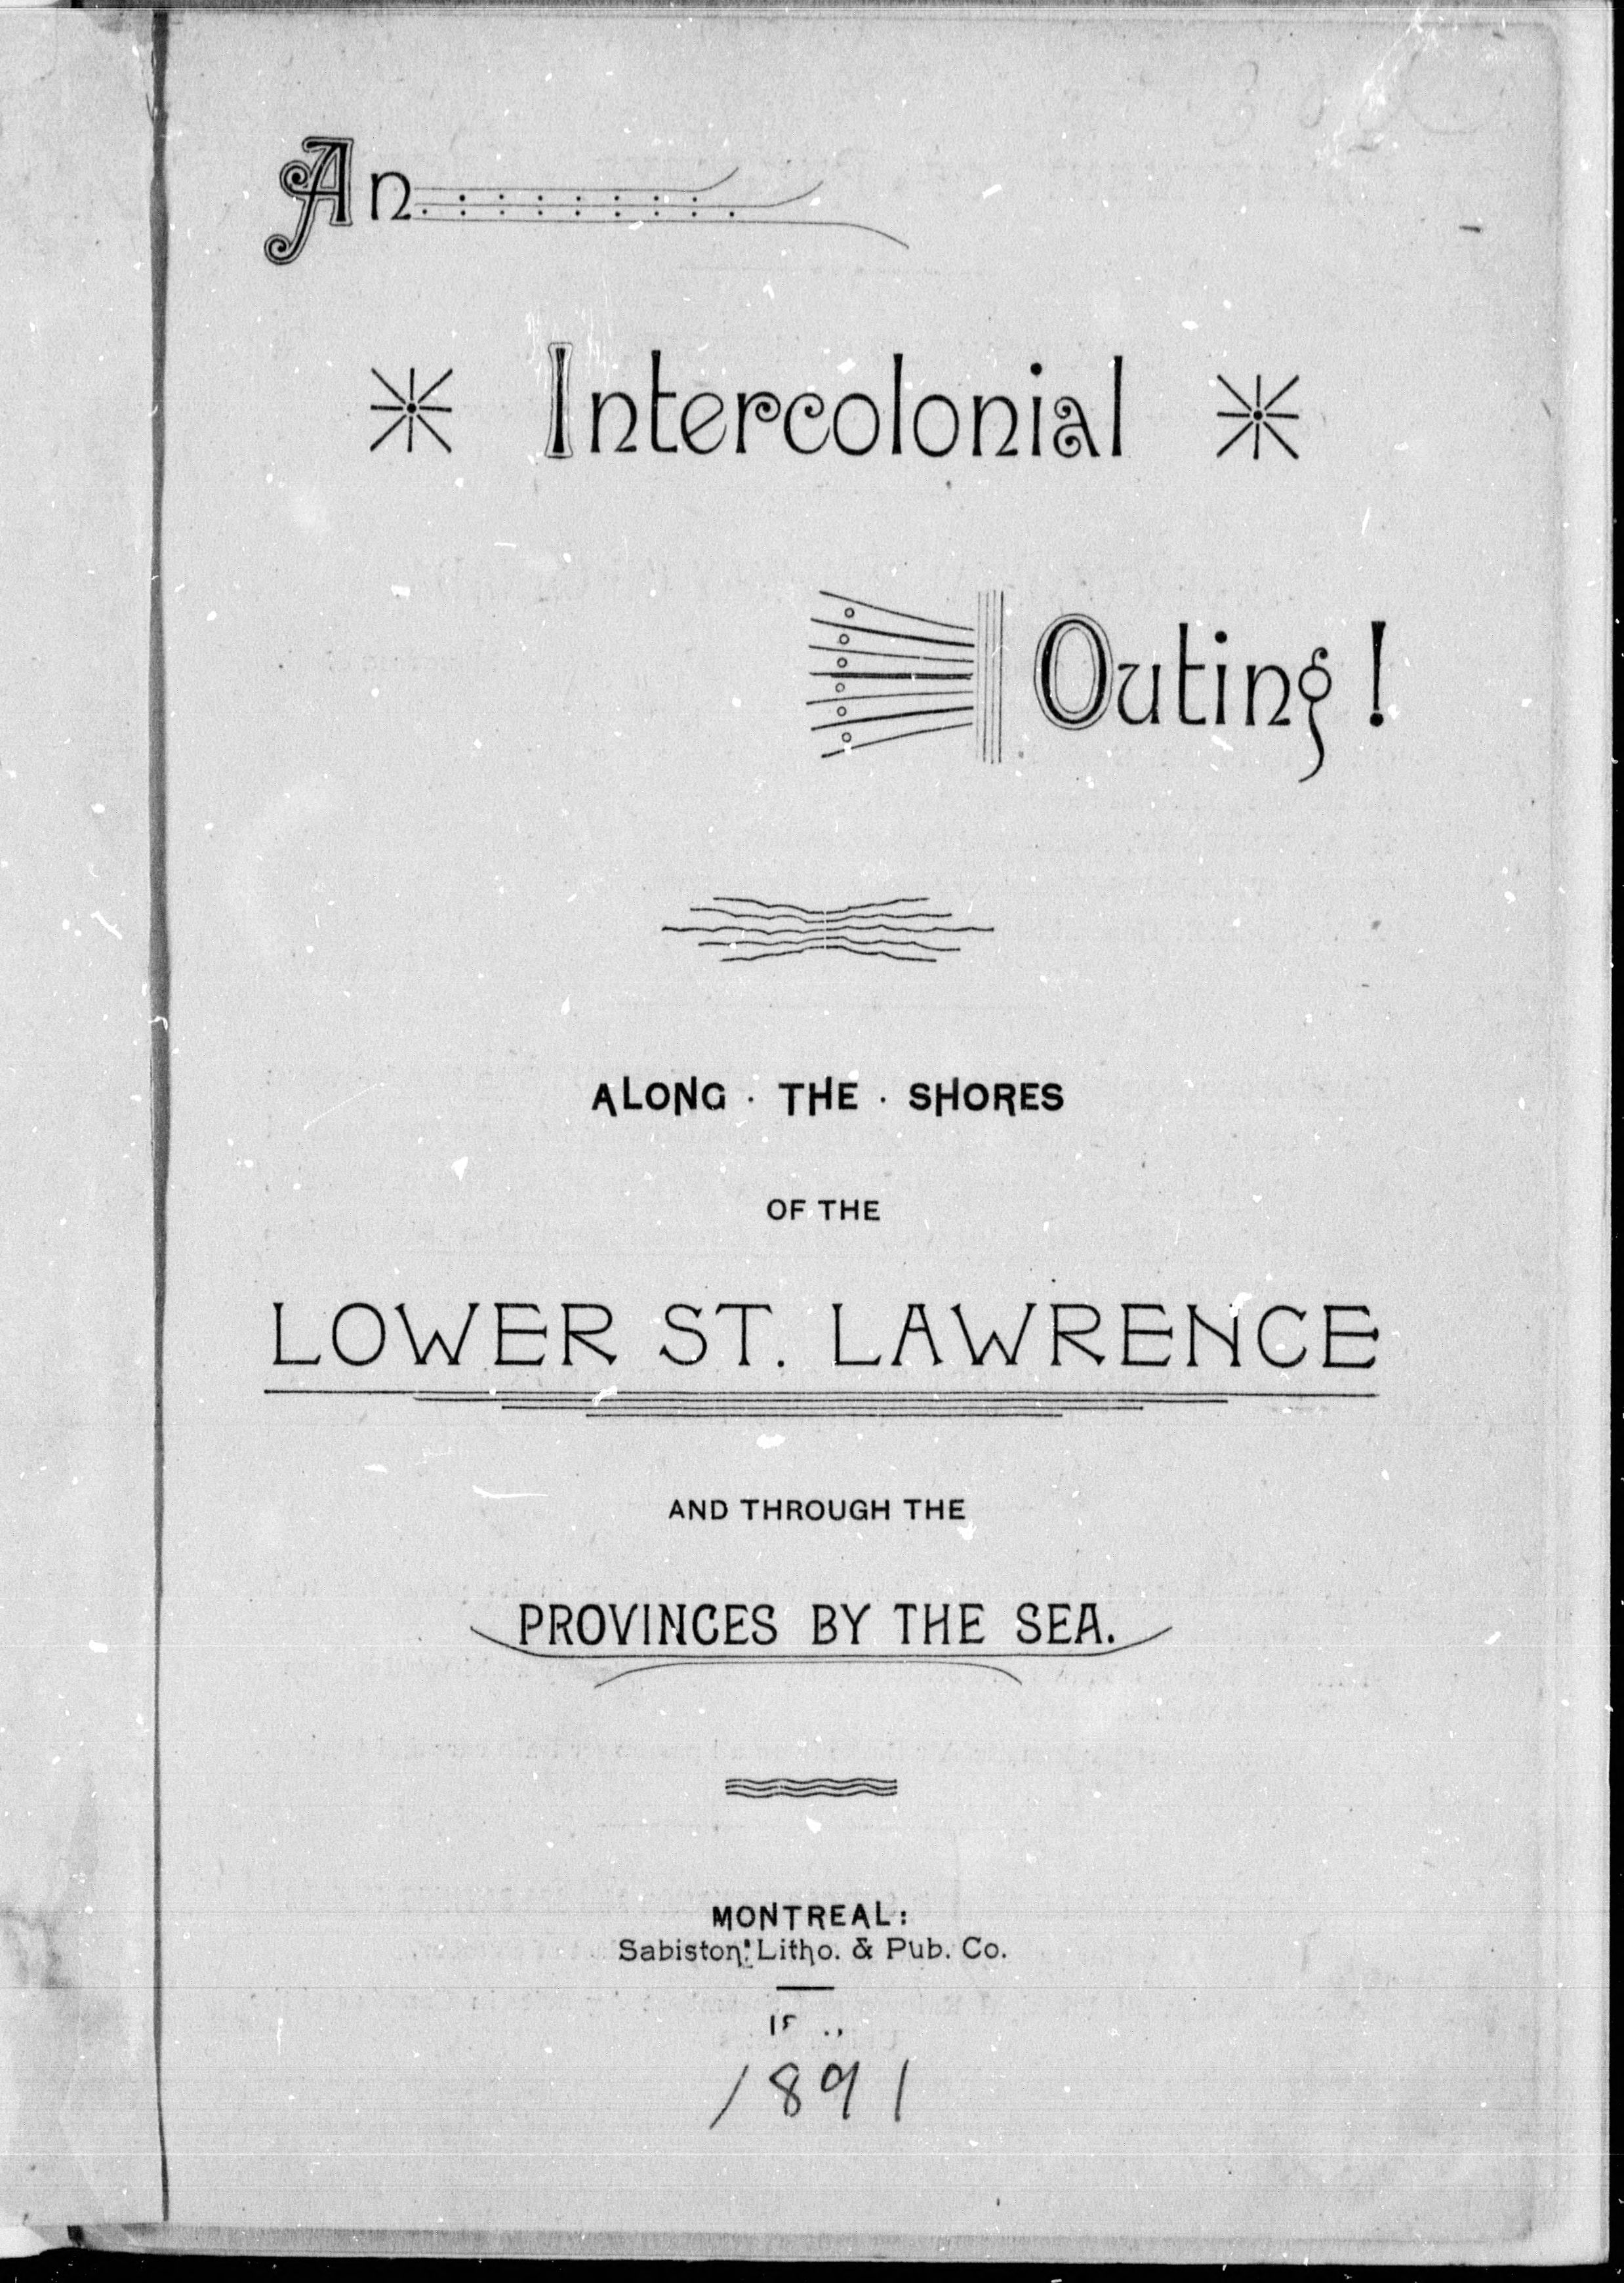 An
Intercolonial
Outing!
ALONG · THE · SHORES
OF THE
LOWER ST. LAWRENCE
AND THROUGH THE
PROVINCES BY THE SEA.
MONTREAL:
Sabiston Litho. & Pub. Co.
1891